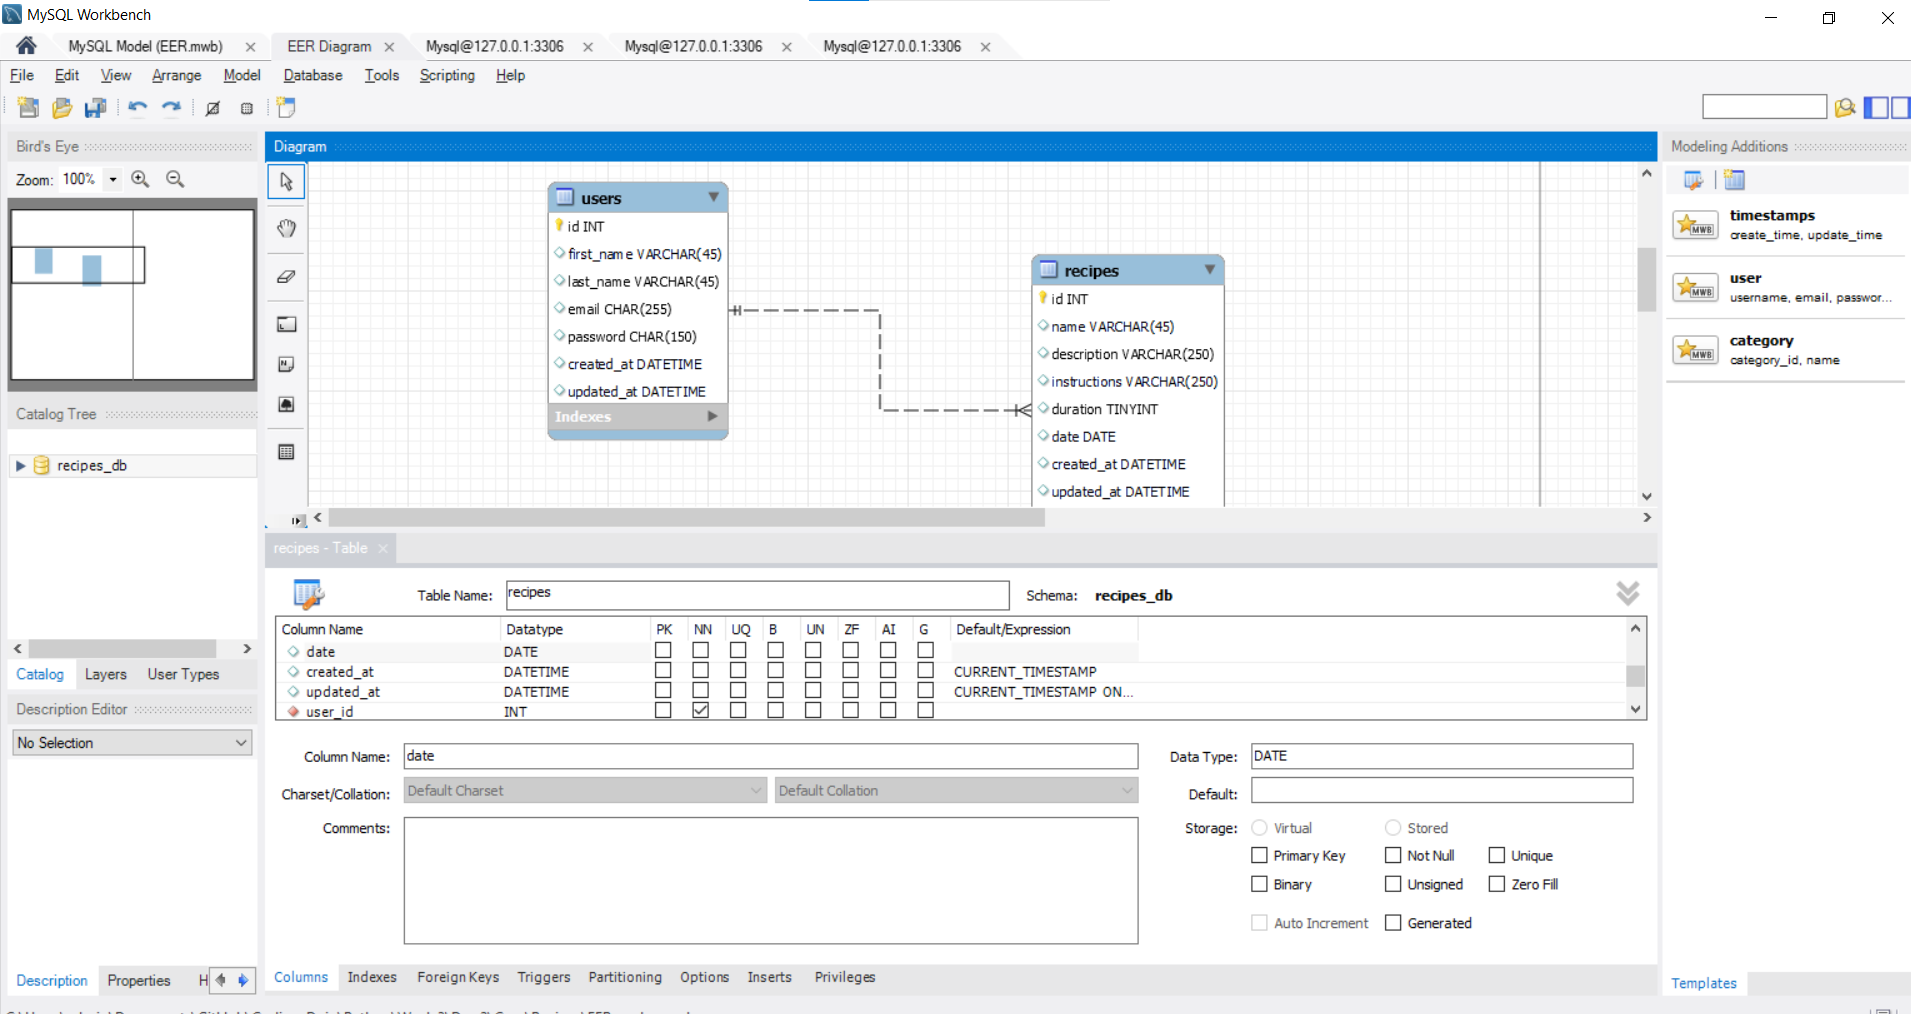 MySQL Workbench
MySQL Model (EER.mwb) EER Diagram Mysql@127.0.0.1:3306 Mysql@127.0.0.1:3306 Mysql@127.0.0.1:3306
File Edit View Arrange Model Database Tools Scripting Help
Bird's Eye
Zoom: 100%
Diagram
users
id INT
first_name VARCHAR(45)
last_name VARCHAR(45)
email CHAR(255)
password CHAR(150)
created_at DATETIME
updated_at DATETIME
Indexes
recipes
id INT
name VARCHAR(45)
description VARCHAR(250)
instructions VARCHAR(250)
duration TINYINT
date DATE
created_at DATETIME
updated_at DATETIME
Modeling Additions
timestamps
create_time, update_time
user
username, email, passwor...
category
category_id, name
MWB
MWB
MWB
Templates
Catalog Tree
recipes_db
Catalog Layers User Types
Description Editor
No Selection
Description Properties H
recipes - Table
Table Name: recipes Schema: recipes_db
Column Name Datatype PK NN UQ B UN ZF AI G Default/Expression
date DATE
created_at DATETIME CURRENT_TIMESTAMP
updated_at DATETIME CURRENT_TIMESTAMP ON...
user_id INT
Column Name: date Data Type: DATE
Charset/Collation: Default Charset Default Collation Default:
Comments: Storage: Virtual Stored
Primary Key Not Null Unique
Binary Unsigned Zero Fill
Auto Increment Generated
Columns Indexes Foreign Keys Triggers Partitioning Options Inserts Privileges